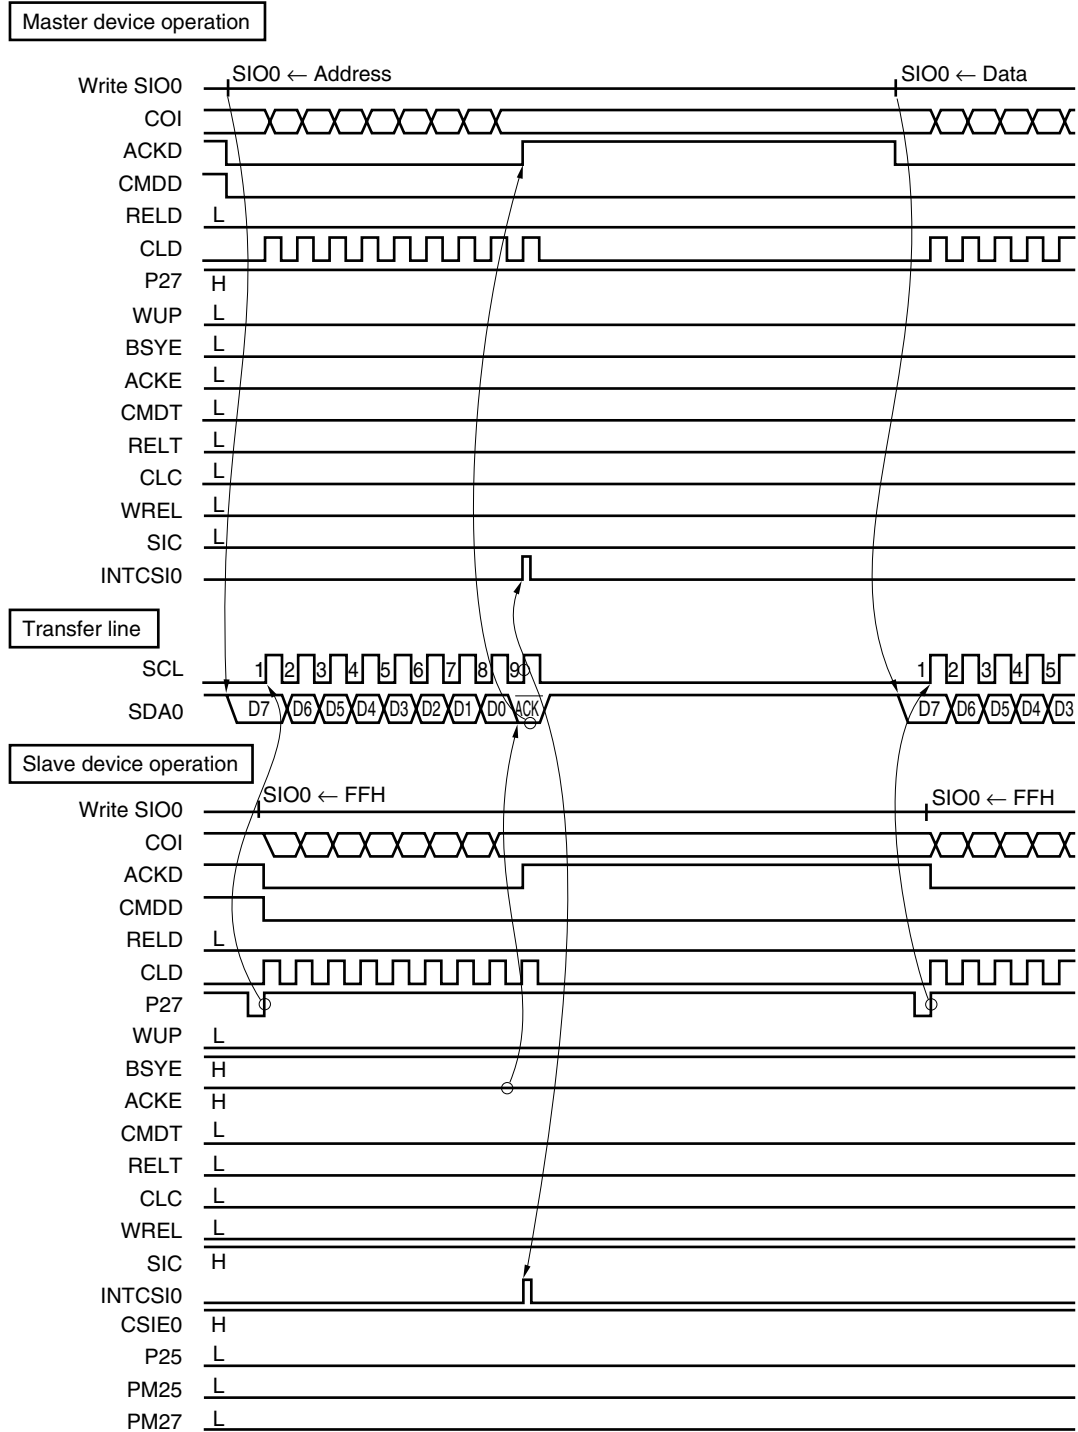 Master device operation
Write SIO0 SIO0 ← Address SIO0 ← Data
COI
ACKD
CMDD
RELD L
CLD
P27 H
WUP L
BSYE L
ACKE L
CMDT L
RELT L
CLC L
WREL L
SIC L
INTCSI0
Transfer line
SCL 1 2 3 4 5 6 7 8 9 1 2 3 4 5
SDA0 D7 D6 D5 D4 D3 D2 D1 D0 ACK D7 D6 D5 D4 D3
Slave device operation
Write SIO0 SIO0 ← FFH SIO0 ← FFH
COI
ACKD
CMDD
RELD L
CLD
P27
WUP L
BSYE H
ACKE H
CMDT L
RELT L
CLC L
WREL L
SIC H
INTCSI0
CSIE0 H
P25 L
PM25 L
PM27 L